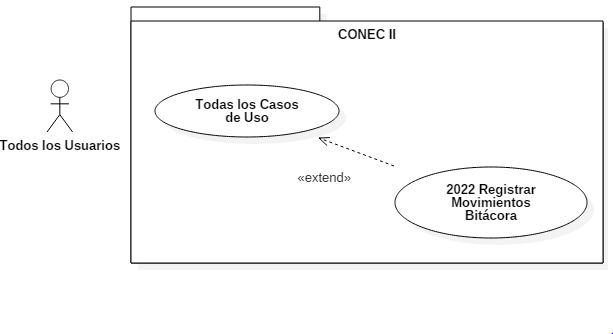 CONEC II
Todas los Casos
de Uso
Todos los Usuarios
«extend»
2022 Registrar
Movimientos
Bitácora